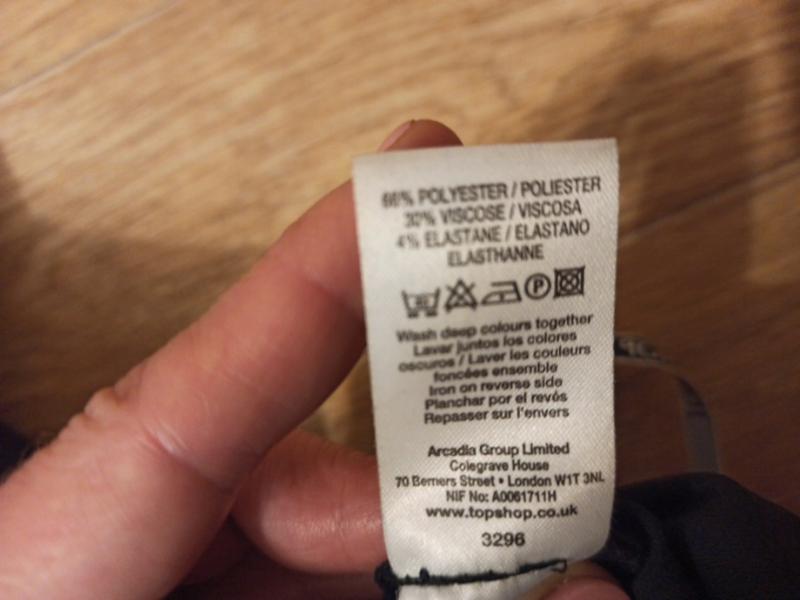 66% POLYESTER / POLIESTER
30% VISCOSE / VISCOSA
4% ELASTANE / ELASTANO
ELASTHANNE
P
Wash deep colours together
Lavar juntos los colores
oscuros / Laver les couleurs
foncées ensemble
Iron on reverse side
Planchar por el revés
Repasser sur l'envers
Arcadia Group Limited
Colegrave House
70 Berners Street • London W1T 3NL
NIF No: A0061711H
www.topshop.co.uk
3296